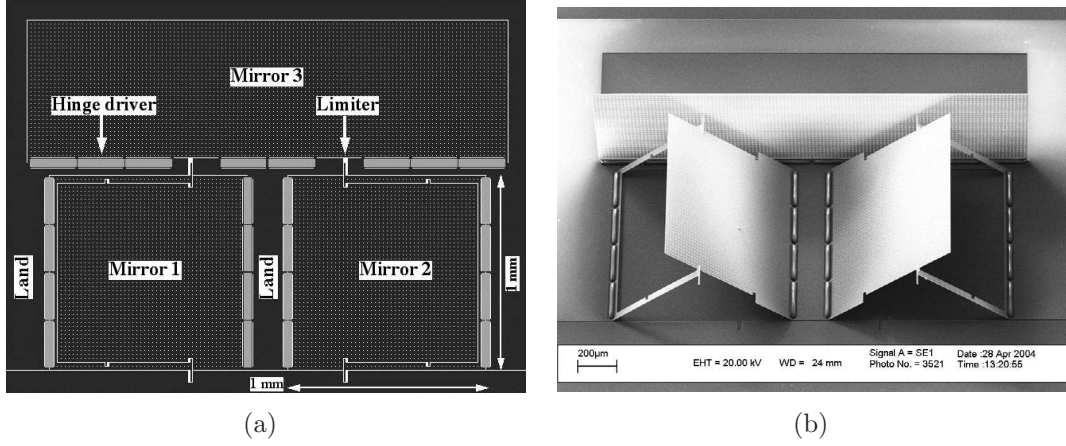 Mirror 3
Hinge driver
Limiter
Mirror 1
Mirror 2
Land
Land
1 mm
1 mm
200µm
EHT = 20.00 kV
WD = 24 mm
Signal A = SE1
Photo No. = 3521
Date :28 Apr 2004
Time :13:20:55
(a)
(b)